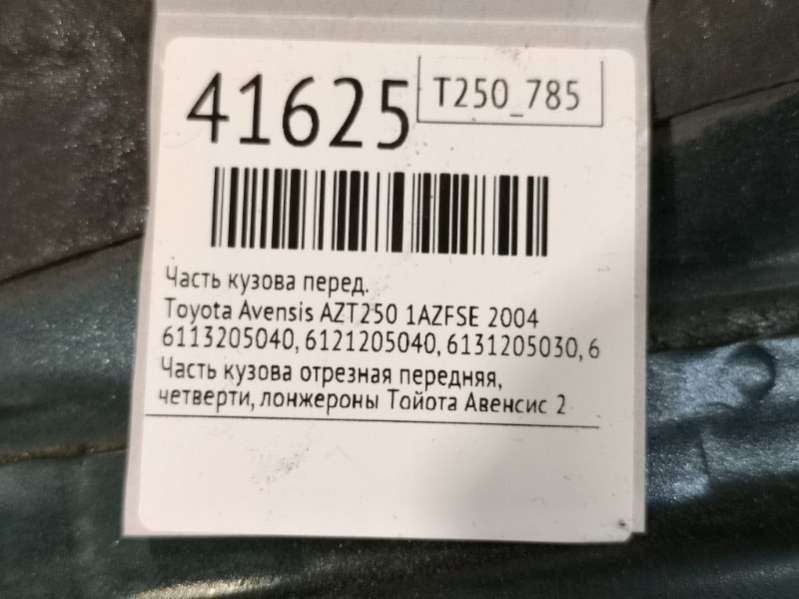 41625
T250_785
Часть кузова перед.
Toyota Avensis AZT250 1AZFSE 2004
6113205040, 6121205040, 6131205030, 6
Часть кузова отрезная передняя,
четверти, лонжероны Тойота Авенсис 2